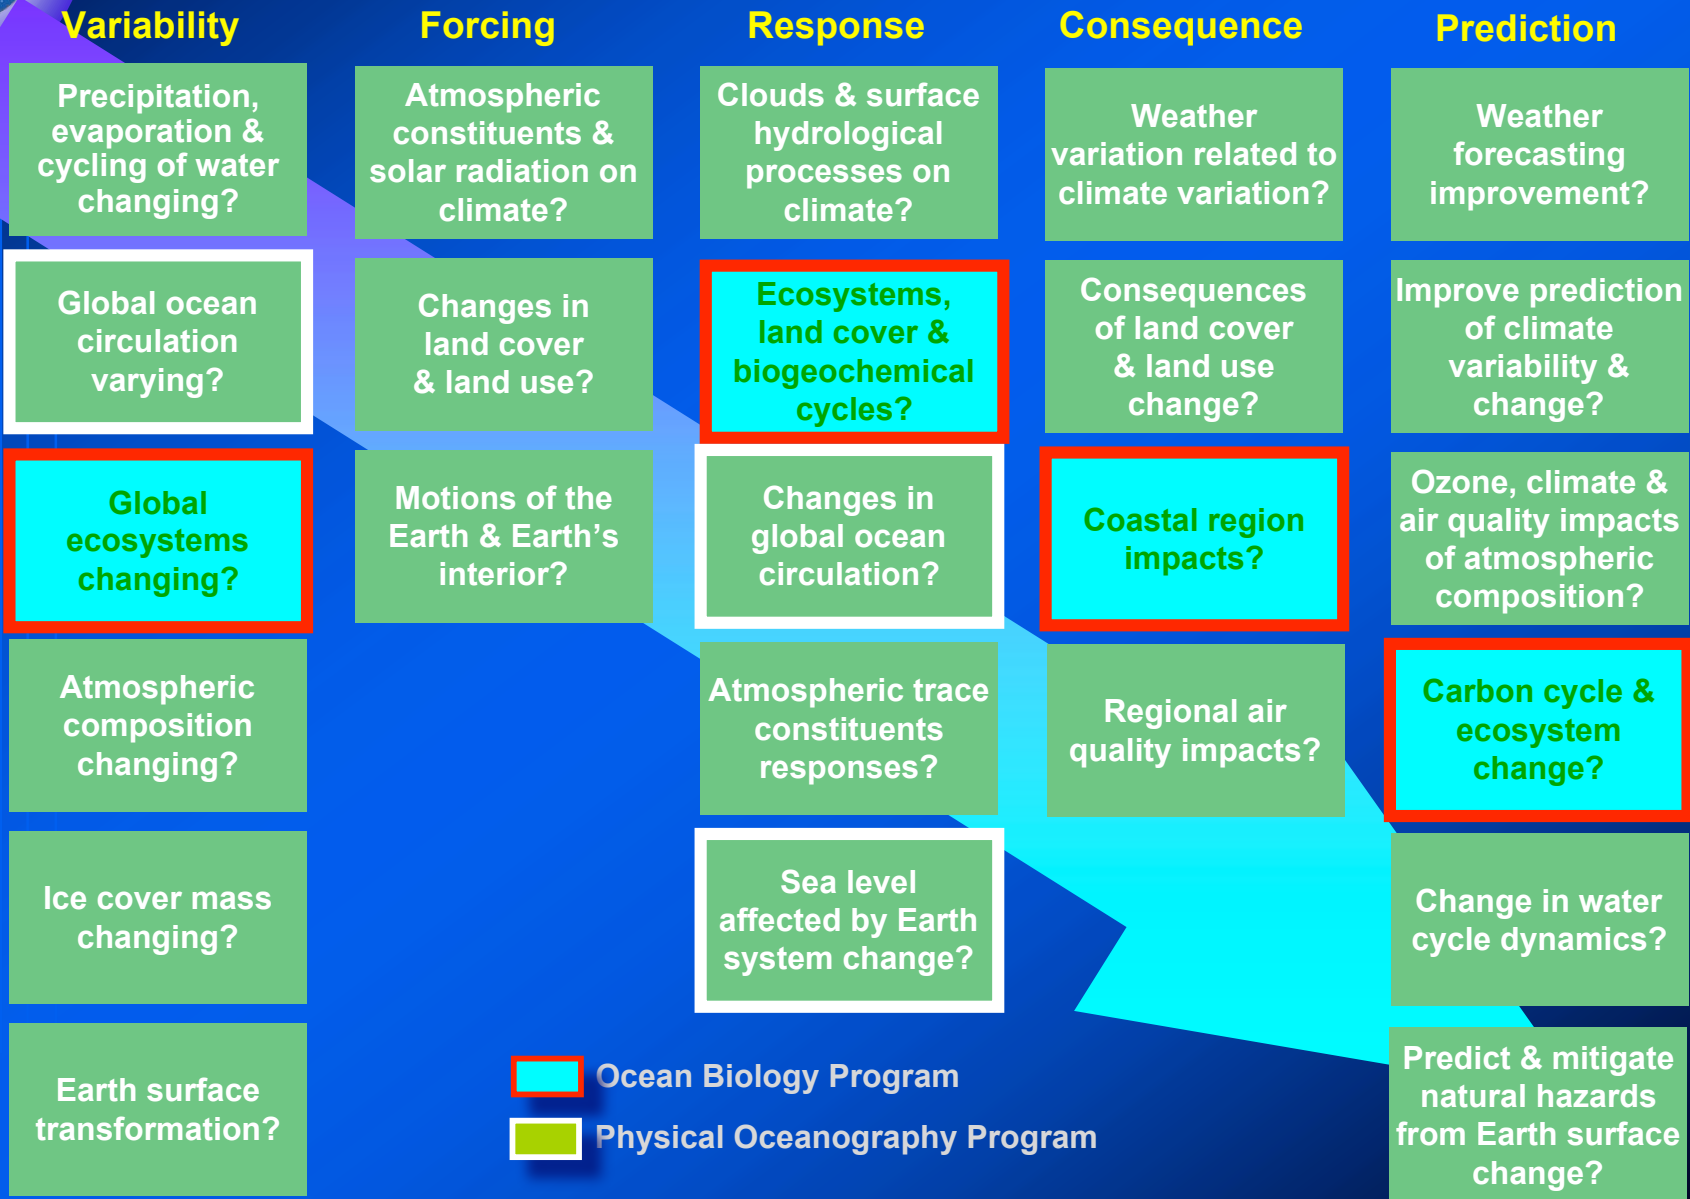 Variability
Forcing
Response
Consequence
Prediction
Precipitation,
evaporation &
cycling of water
changing?
Global ocean
circulation
varying?
Global
ecosystems
changing?
Atmospheric
composition
changing?
Ice cover mass
changing?
Earth surface
transformation?
Atmospheric
constituents &
solar radiation on
climate?
Changes in
land cover
& land use?
Motions of the
Earth & Earth’s
interior?
Clouds & surface
hydrological
processes on
climate?
Ecosystems,
land cover &
biogeochemical
cycles?
Changes in
global ocean
circulation?
Atmospheric trace
constituents
responses?
Sea level
affected by Earth
system change?
Weather
variation related to
climate variation?
Consequences
of land cover
& land use
change?
Coastal region
impacts?
Regional air
quality impacts?
Weather
forecasting
improvement?
Improve prediction
of climate
variability &
change?
Ozone, climate &
air quality impacts
of atmospheric
composition?
Carbon cycle &
ecosystem
change?
Change in water
cycle dynamics?
Predict & mitigate
natural hazards
from Earth surface
change?
Ocean Biology Program
Physical Oceanography Program